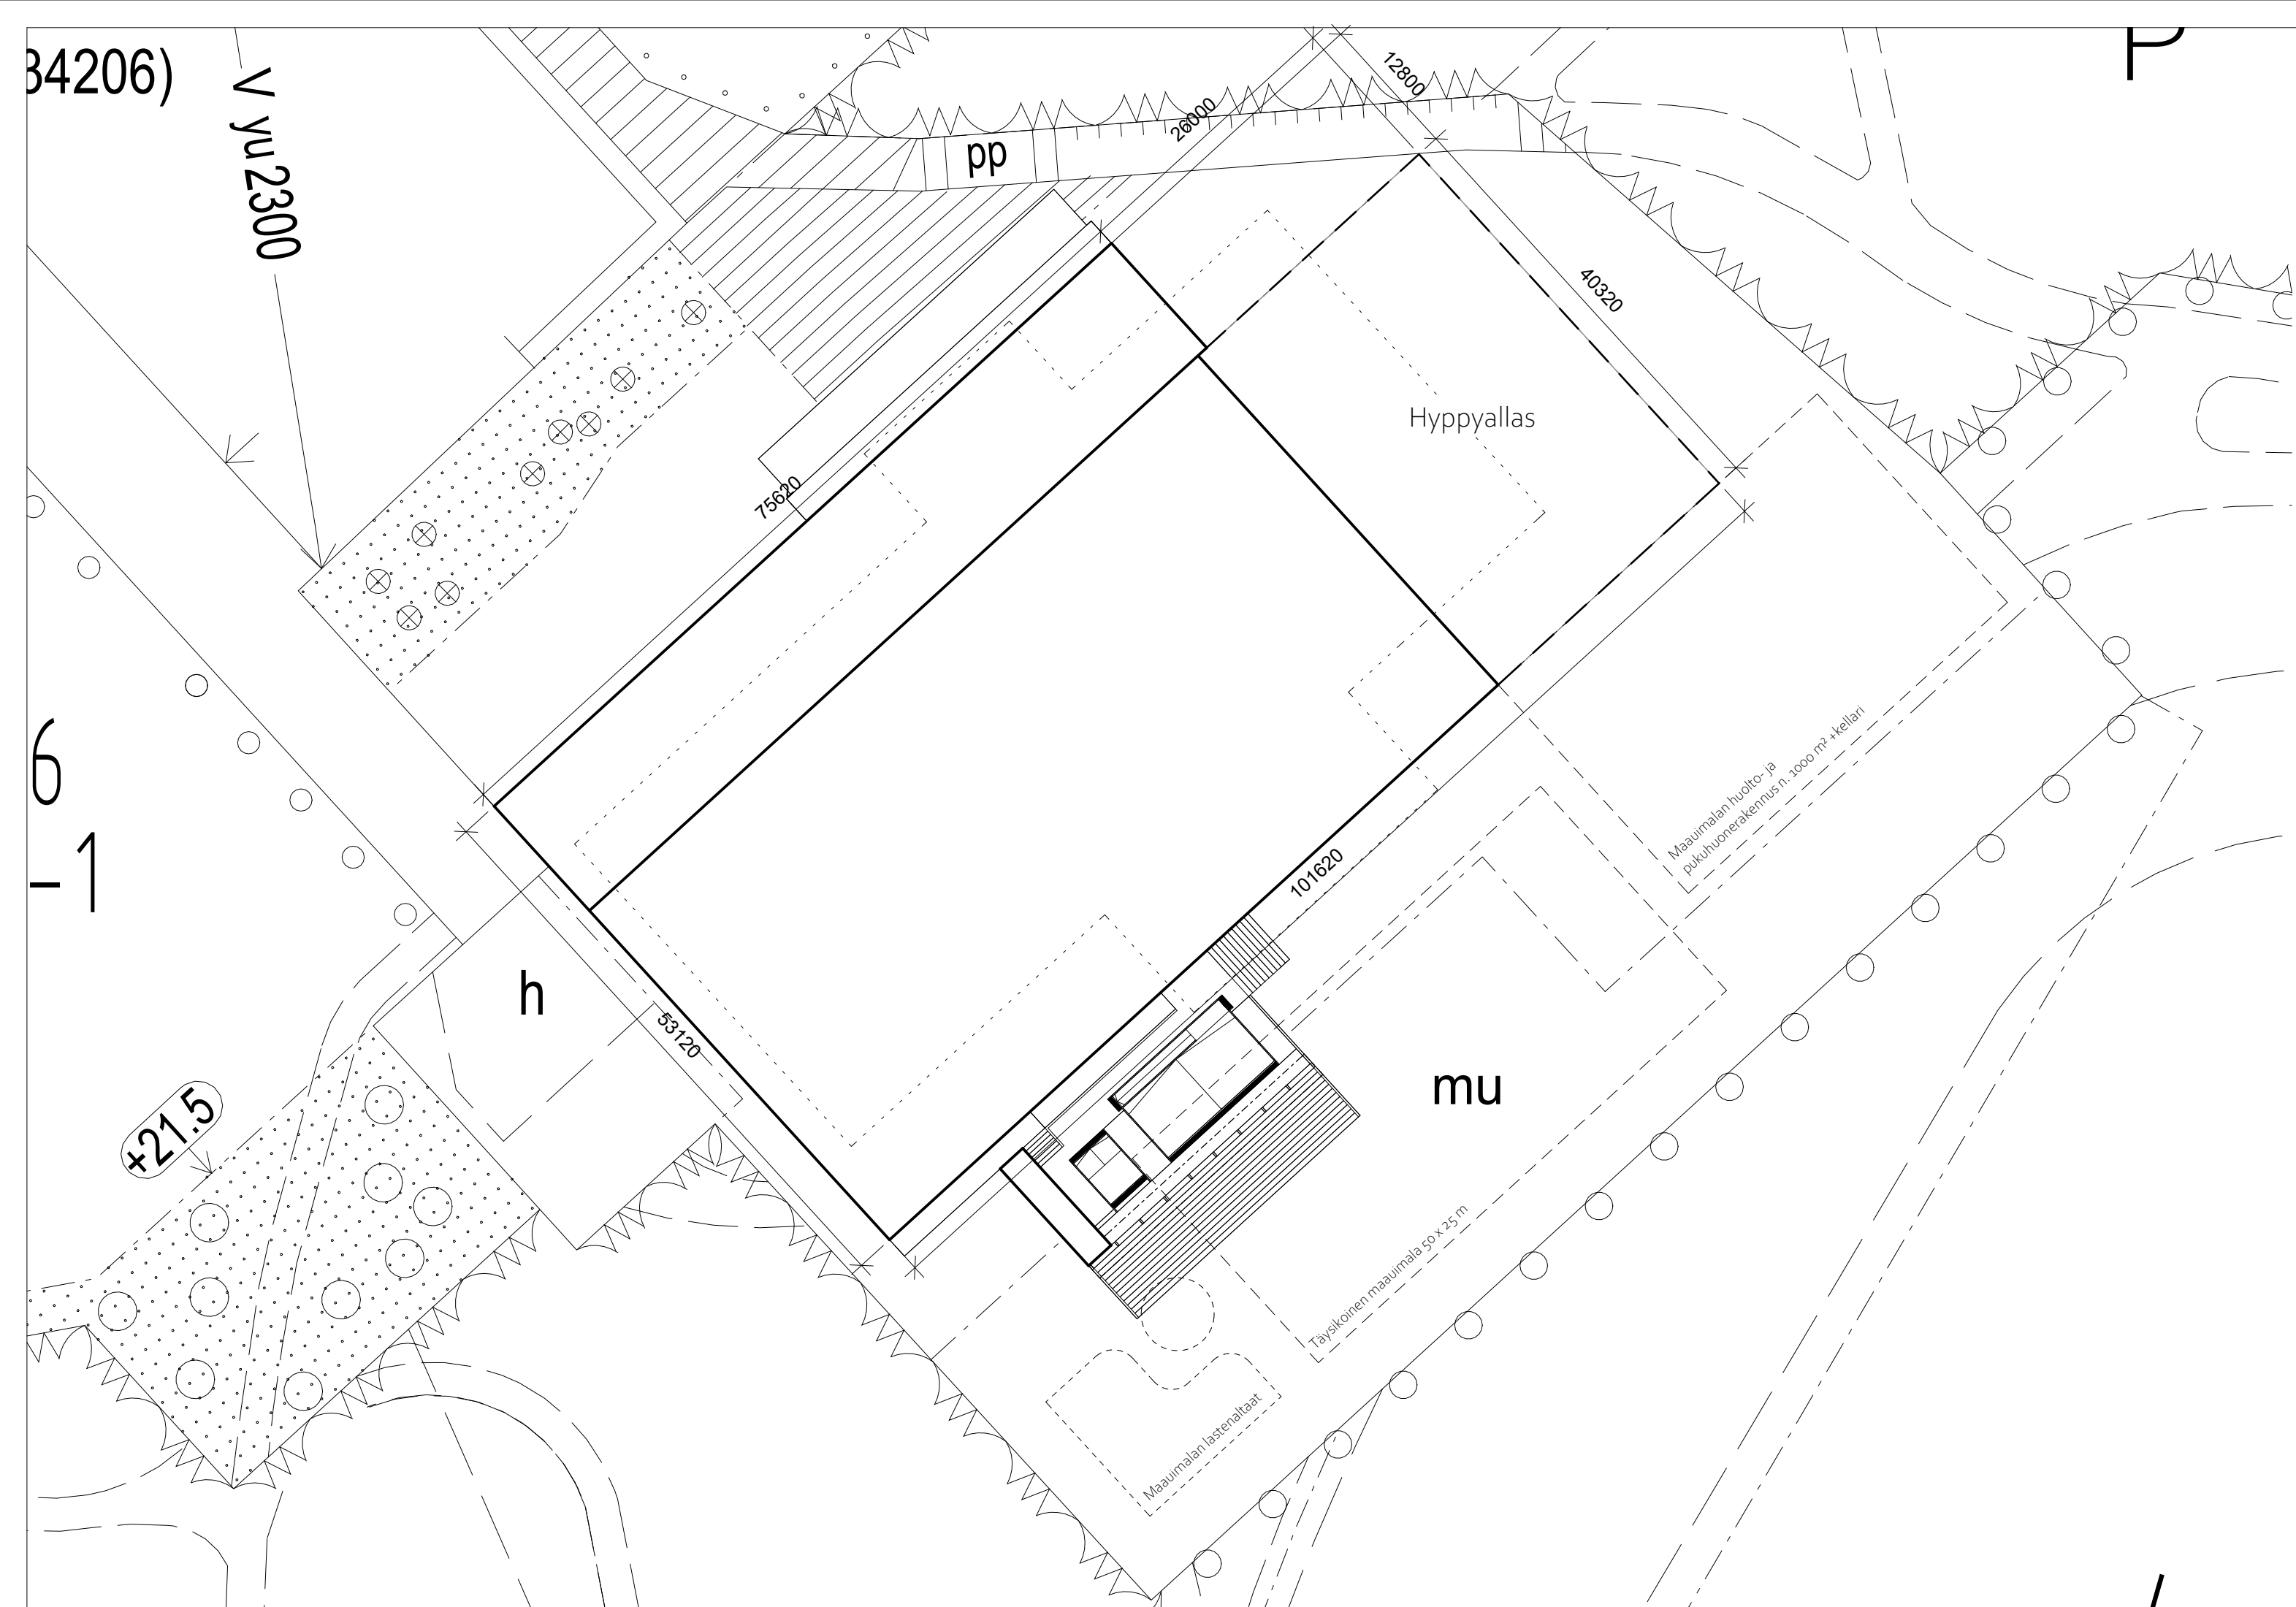 34206)
V yu2300
P
pp
12800
26000
40320
Hyppyallas
75620
6
-1
Maauimalan huolto- ja
pukuhuonerakennus n. 1000 m² +kellari
101620
h
53120
mu
+21.5
Täysikoinen maauimala 50 x 25 m
Maauimalan lastenaltaat